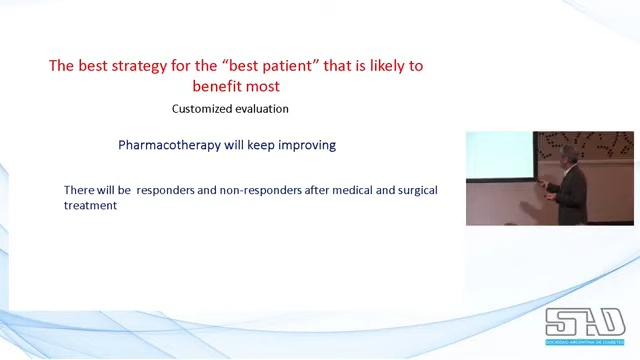 The best strategy for the “best patient” that is likely to
benefit most
Customized evaluation
Pharmacotherapy will keep improving
There will be responders and non-responders after medical and surgical
treatment
SAD
SOCIEDAD ARGENTINA DE DIABETES